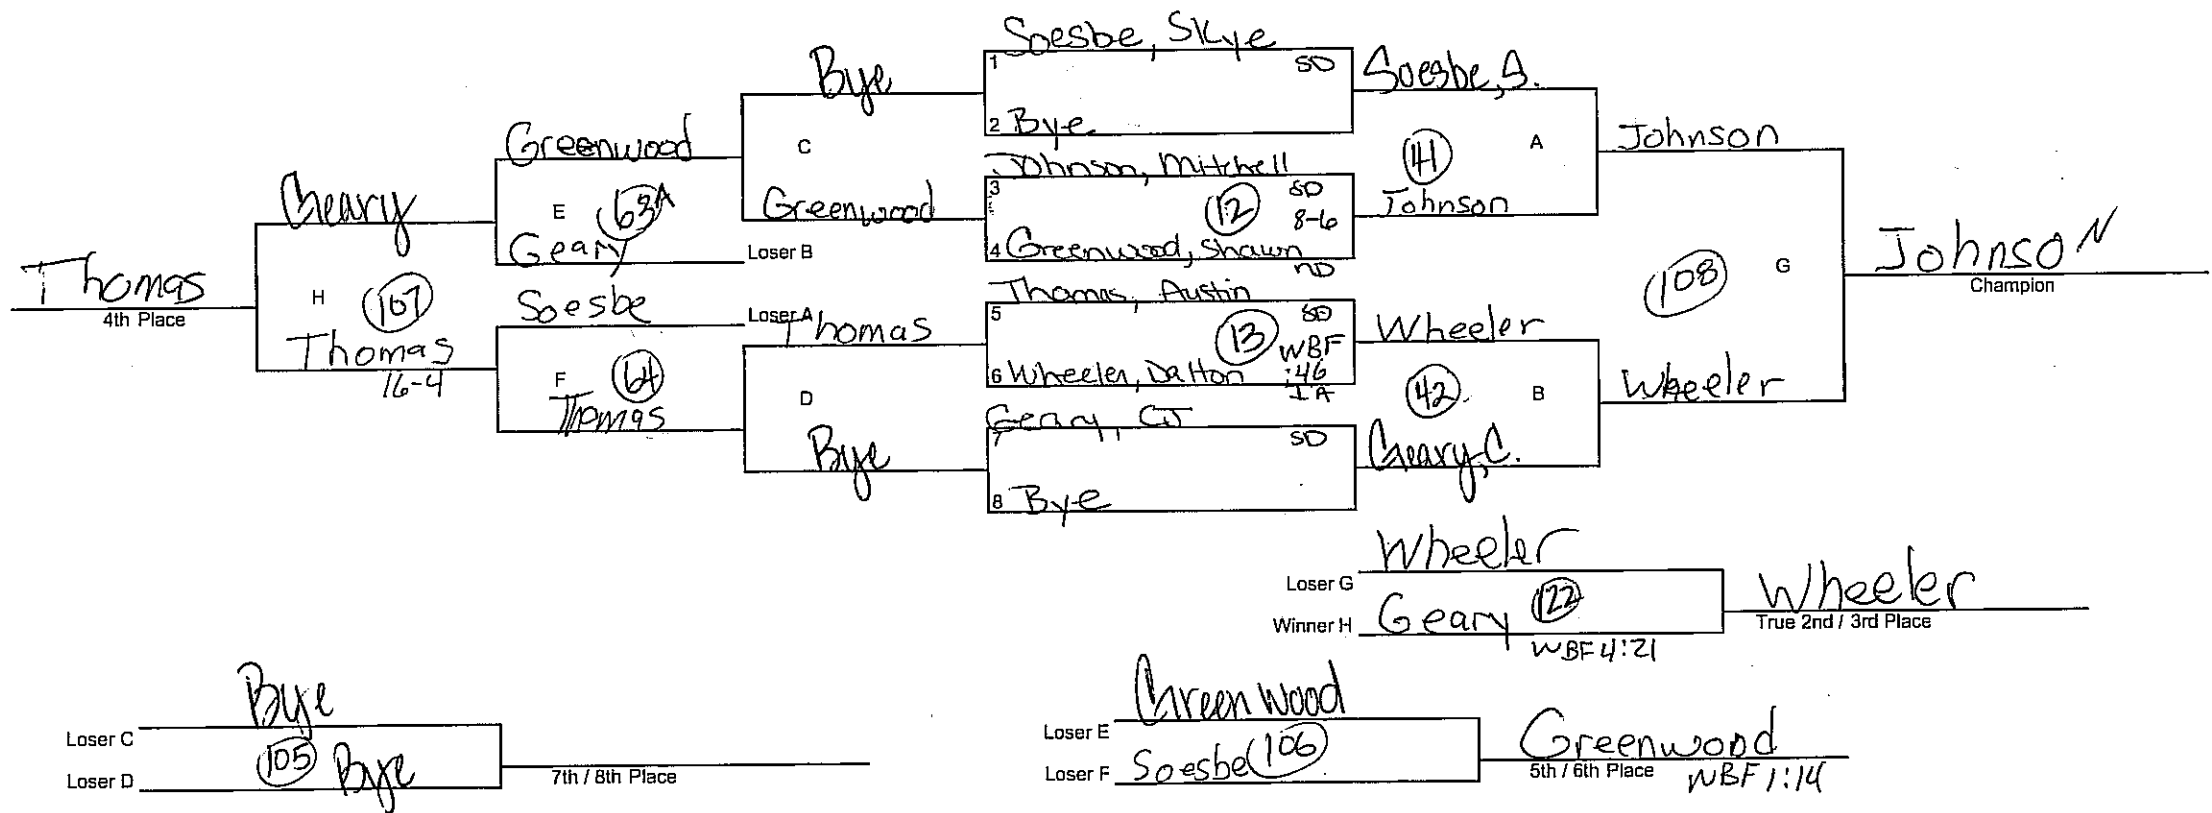 Soesbe, Skye
1 SD
2 Bye
Johnson, Mitchell
3 SD
12 8-6
4 Greenwood, Shawn
ND
Thomas, Austin
5 SD
13 WBF
:46
6 Wheeler, Dalton
IA
Geary, CJ
7 SD
8 Bye
Soesbe, S.
41 A
Johnson
Wheeler
42 B
Geary, C.
Johnson
108 G
Wheeler
Johnson
Champion
Bye
C
Greenwood
Thomas
D
Bye
Greenwood
E 63A
Geary
Loser B
Soesbe
Loser A
F 64
Thomas
Geary
H 107
Thomas
16-4
Thomas
4th Place
Wheeler
Loser G
122
Winner H Geary
WBF 4:21
Wheeler
True 2nd / 3rd Place
Bye
Loser C
105
Loser D Bye
7th / 8th Place
Greenwood
Loser E
106
Loser F Soesbe
Greenwood
5th / 6th Place
WBF 1:14